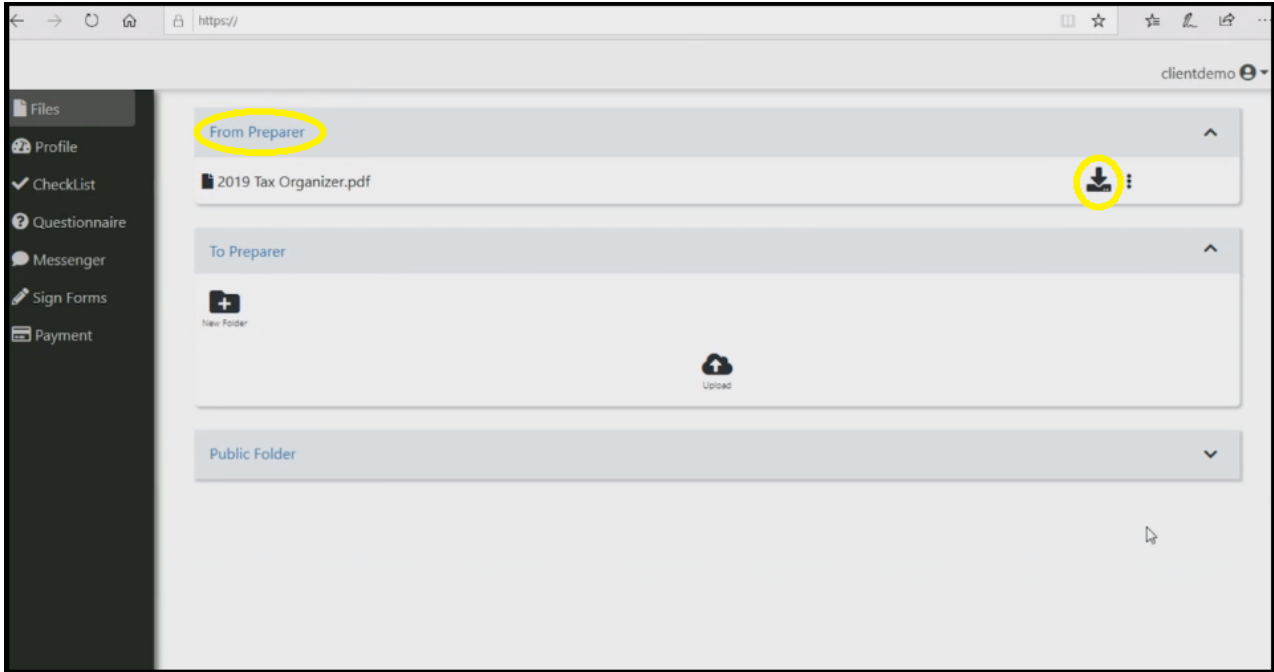 https://
clientdemo
Files
Profile
CheckList
Questionnaire
Messenger
Sign Forms
Payment
From Preparer
2019 Tax Organizer.pdf
To Preparer
New Folder
Upload
Public Folder